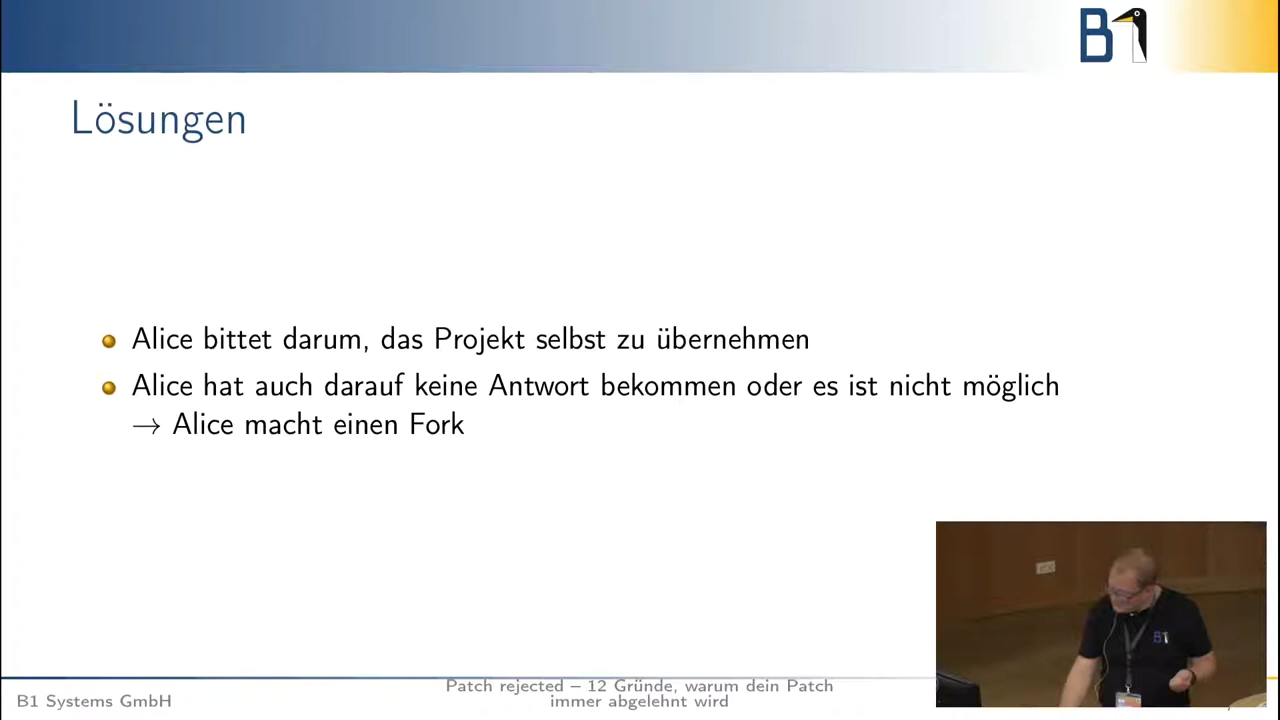 B1
Lösungen
Alice bittet darum, das Projekt selbst zu übernehmen
Alice hat auch darauf keine Antwort bekommen oder es ist nicht möglich
→ Alice macht einen Fork
B1
B1 Systems GmbH
Patch rejected – 12 Gründe, warum dein Patch
immer abgelehnt wird